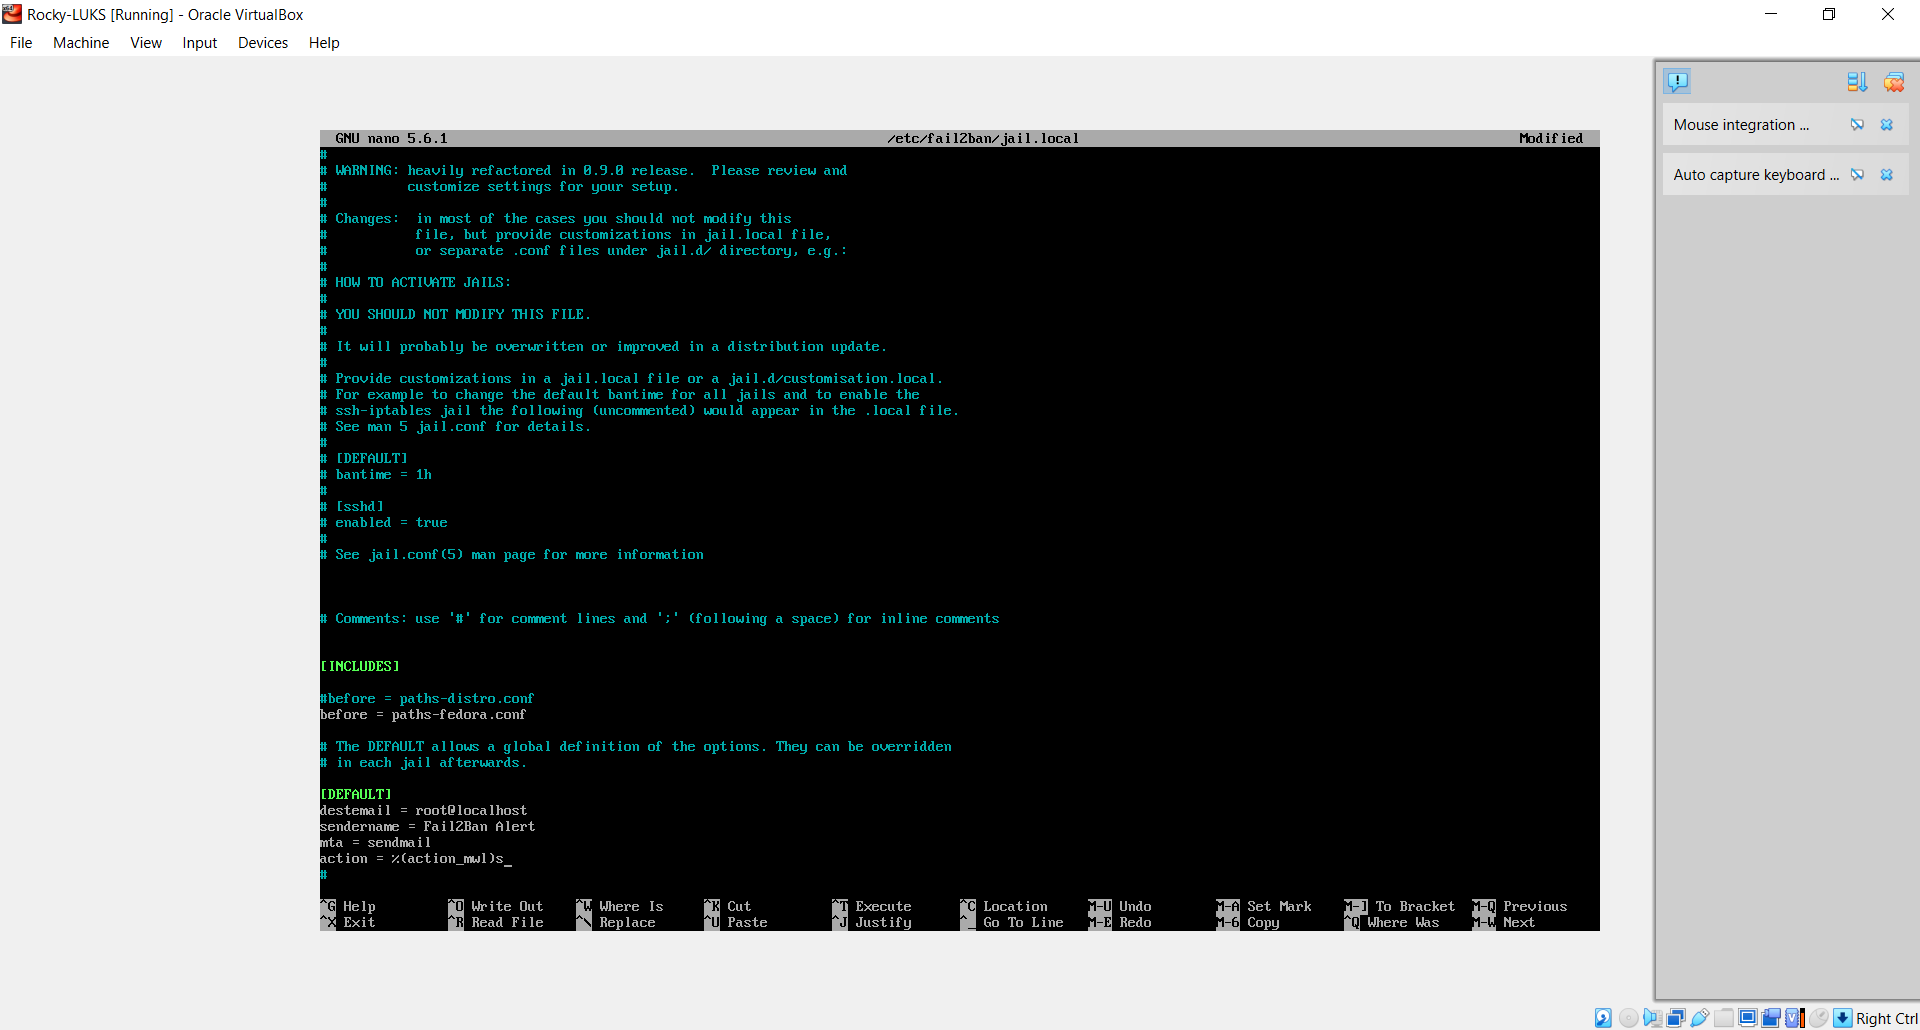 Rocky-LUKS [Running] - Oracle VirtualBox
File Machine View Input Devices Help
GNU nano 5.6.1 /etc/fail2ban/jail.local Modified
#
# WARNING: heavily refactored in 0.9.0 release.  Please review and
#          customize settings for your setup.
#
# Changes:  in most of the cases you should not modify this
#           file, but provide customizations in jail.local file,
#           or separate .conf files under jail.d/ directory, e.g.:
#
# HOW TO ACTIVATE JAILS:
#
# YOU SHOULD NOT MODIFY THIS FILE.
#
# It will probably be overwritten or improved in a distribution update.
#
# Provide customizations in a jail.local file or a jail.d/customisation.local.
# For example to change the default bantime for all jails and to enable the
# ssh-iptables jail the following (uncommented) would appear in the .local file.
# See man 5 jail.conf for details.
#
# [DEFAULT]
# bantime = 1h
#
# [sshd]
# enabled = true
#
# See jail.conf(5) man page for more information
# Comments: use '#' for comment lines and ';' (following a space) for inline comments
[INCLUDES]
#before = paths-distro.conf
before = paths-fedora.conf
# The DEFAULT allows a global definition of the options. They can be overridden
# in each jail afterwards.
[DEFAULT]
destemail = root@localhost
sendername = Fail2Ban Alert
mta = sendmail
action = %(action_mwl)s_
#
^G Help ^O Write Out ^W Where Is ^K Cut ^T Execute ^C Location M-U Undo M-A Set Mark M-] To Bracket M-Q Previous
^X Exit ^R Read File ^\ Replace ^U Paste ^J Justify ^_ Go To Line M-E Redo M-6 Copy ^Q Where Was M-W Next
Mouse integration ...
Auto capture keyboard ...
Right Ctrl